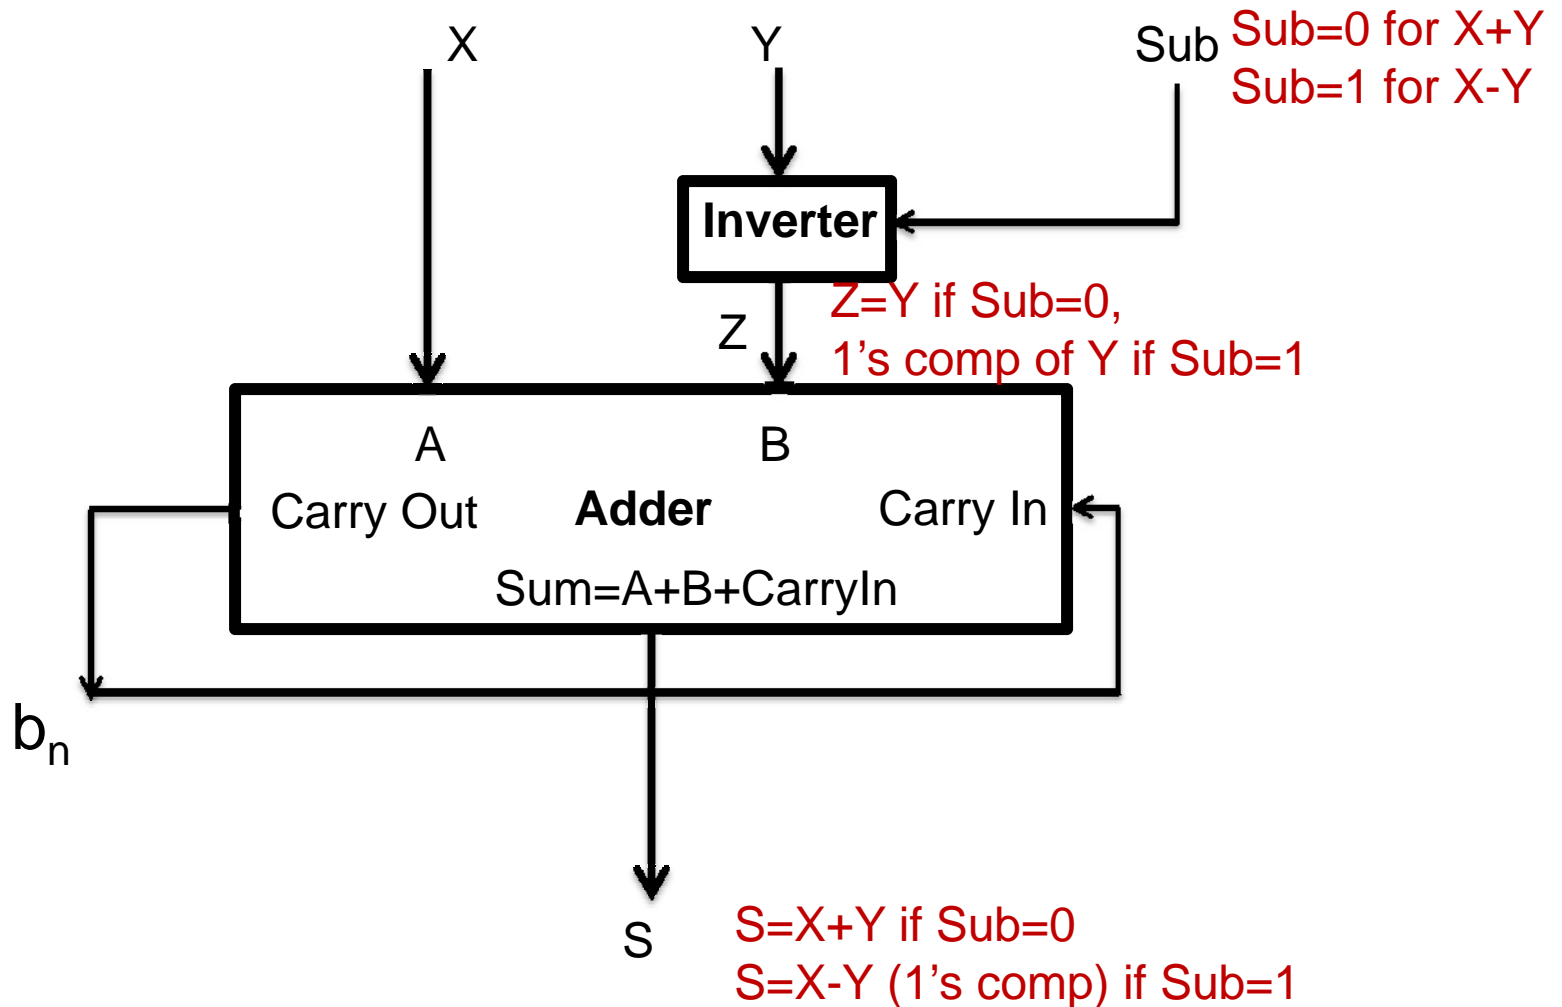 X
Y
Sub
Sub=0 for X+Y
Sub=1 for X-Y
Inverter
Z
Z=Y if Sub=0,
1's comp of Y if Sub=1
A
B
Carry Out
Adder
Carry In
Sum=A+B+CarryIn
bn
S
S=X+Y if Sub=0
S=X-Y (1's comp) if Sub=1